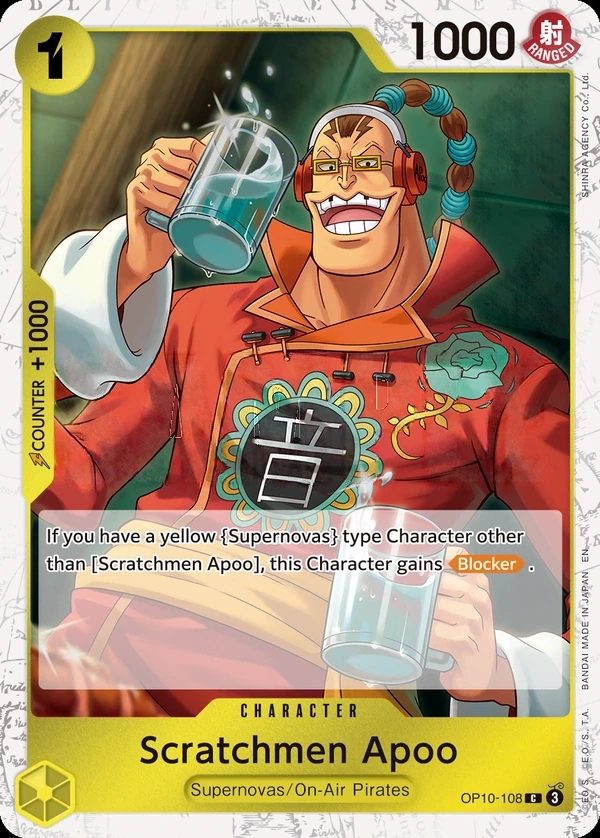 1
1000
射
RANGED
SHINRA AGENCY Co., Ltd.
COUNTER +1000
音
If you have a yellow {Supernovas} type Character other
than [Scratchmen Apoo], this Character gains Blocker .
BANDAI MADE IN JAPAN EN
CHARACTER
Scratchmen Apoo
Supernovas/On-Air Pirates
OP10-108 C 3